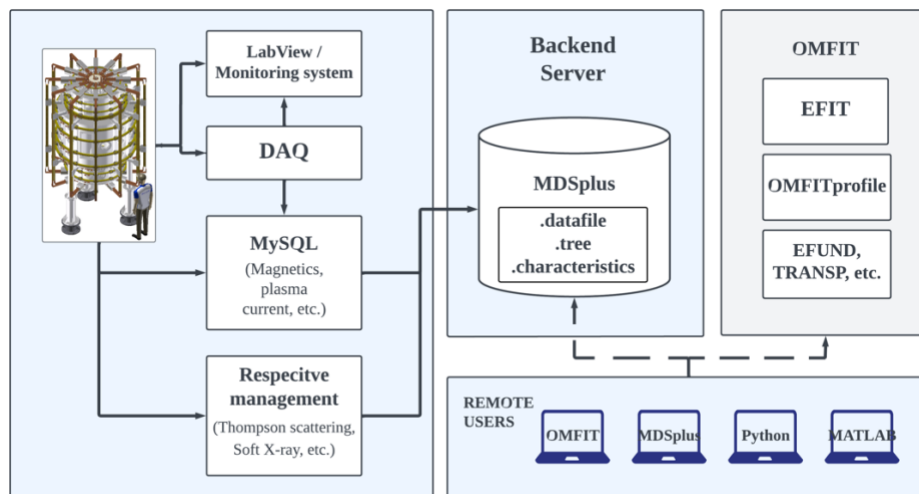 LabView /
Monitoring system
DAQ
MySQL
(Magnetics,
plasma
current, etc.)
Respecitve
management
(Thompson scattering,
Soft X-ray, etc.)
Backend
Server
MDSplus
.datafile
.tree
.characteristics
OMFIT
EFIT
OMFITprofile
EFUND,
TRANSP, etc.
REMOTE
USERS
OMFIT
MDSplus
Python
MATLAB